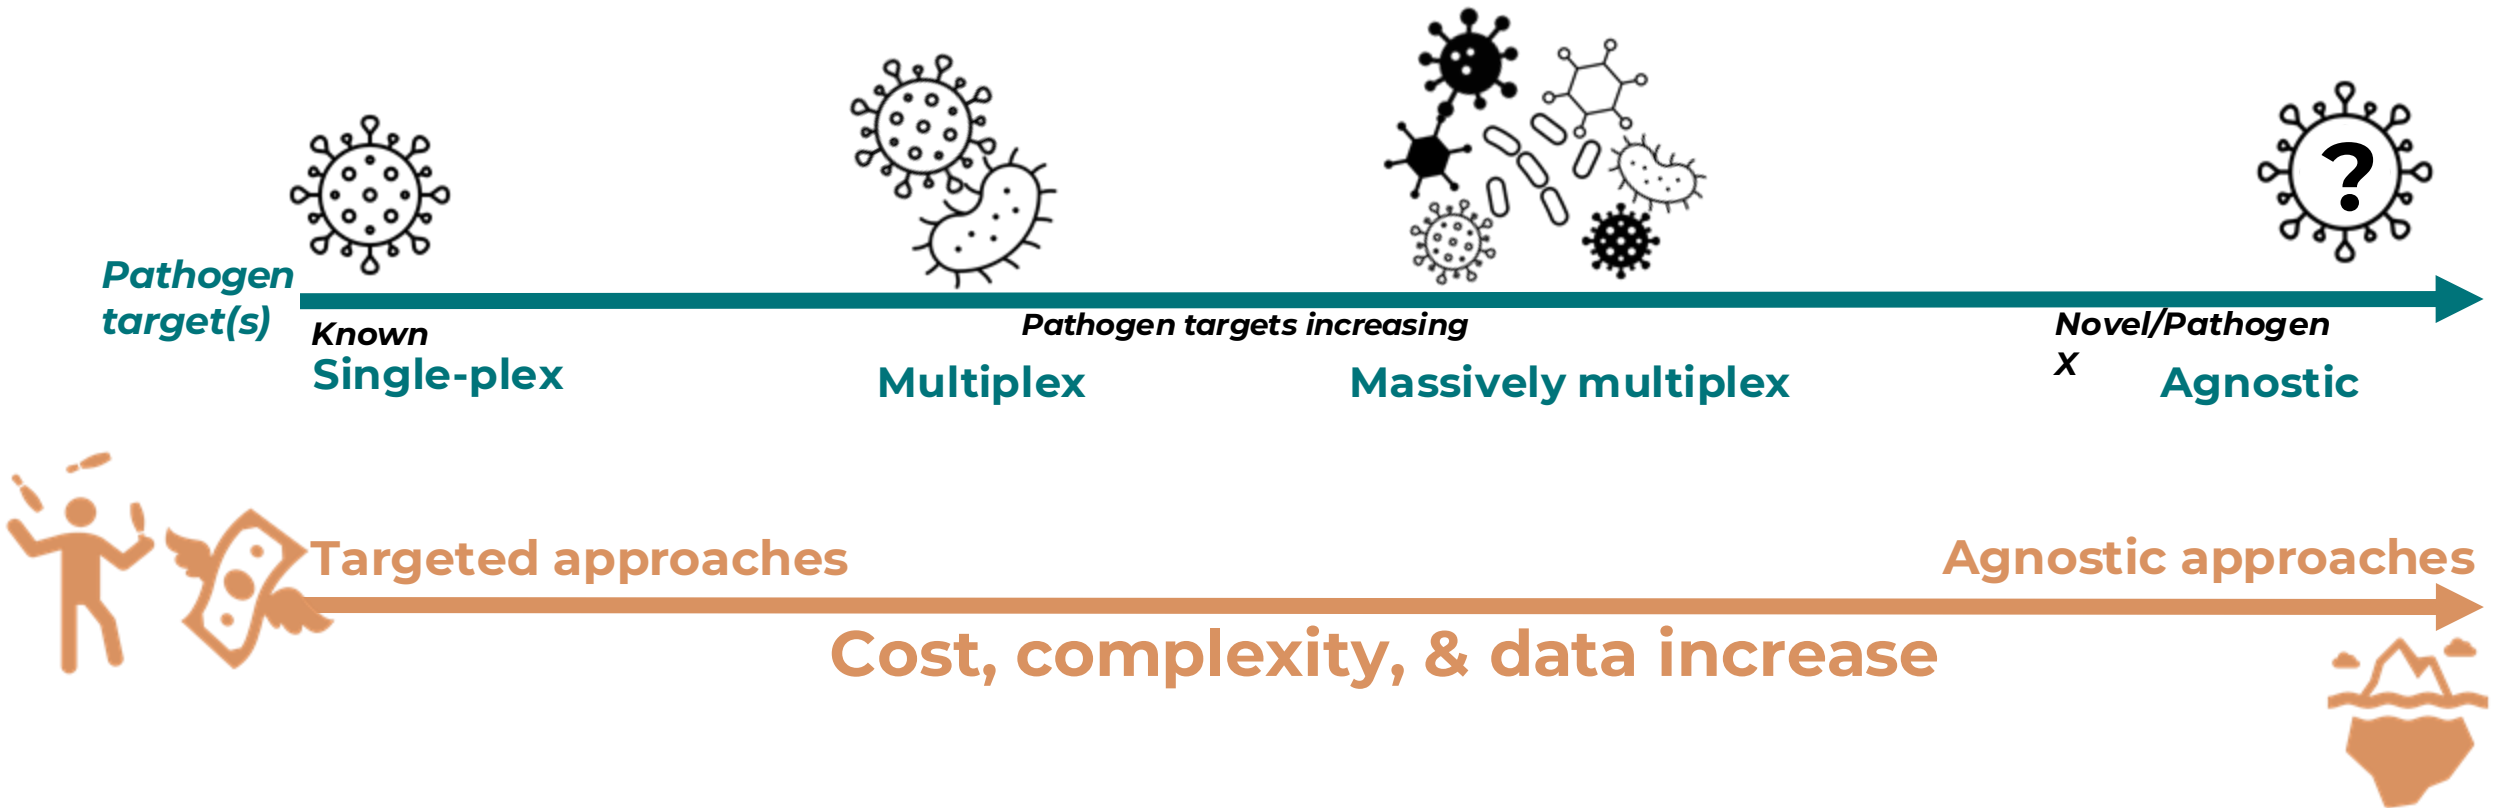 Pathogen
target(s)
Known
Pathogen targets increasing
Novel/Pathogen
X
Single-plex
Multiplex
Massively multiplex
Agnostic
?
Targeted approaches
Agnostic approaches
Cost, complexity, & data increase